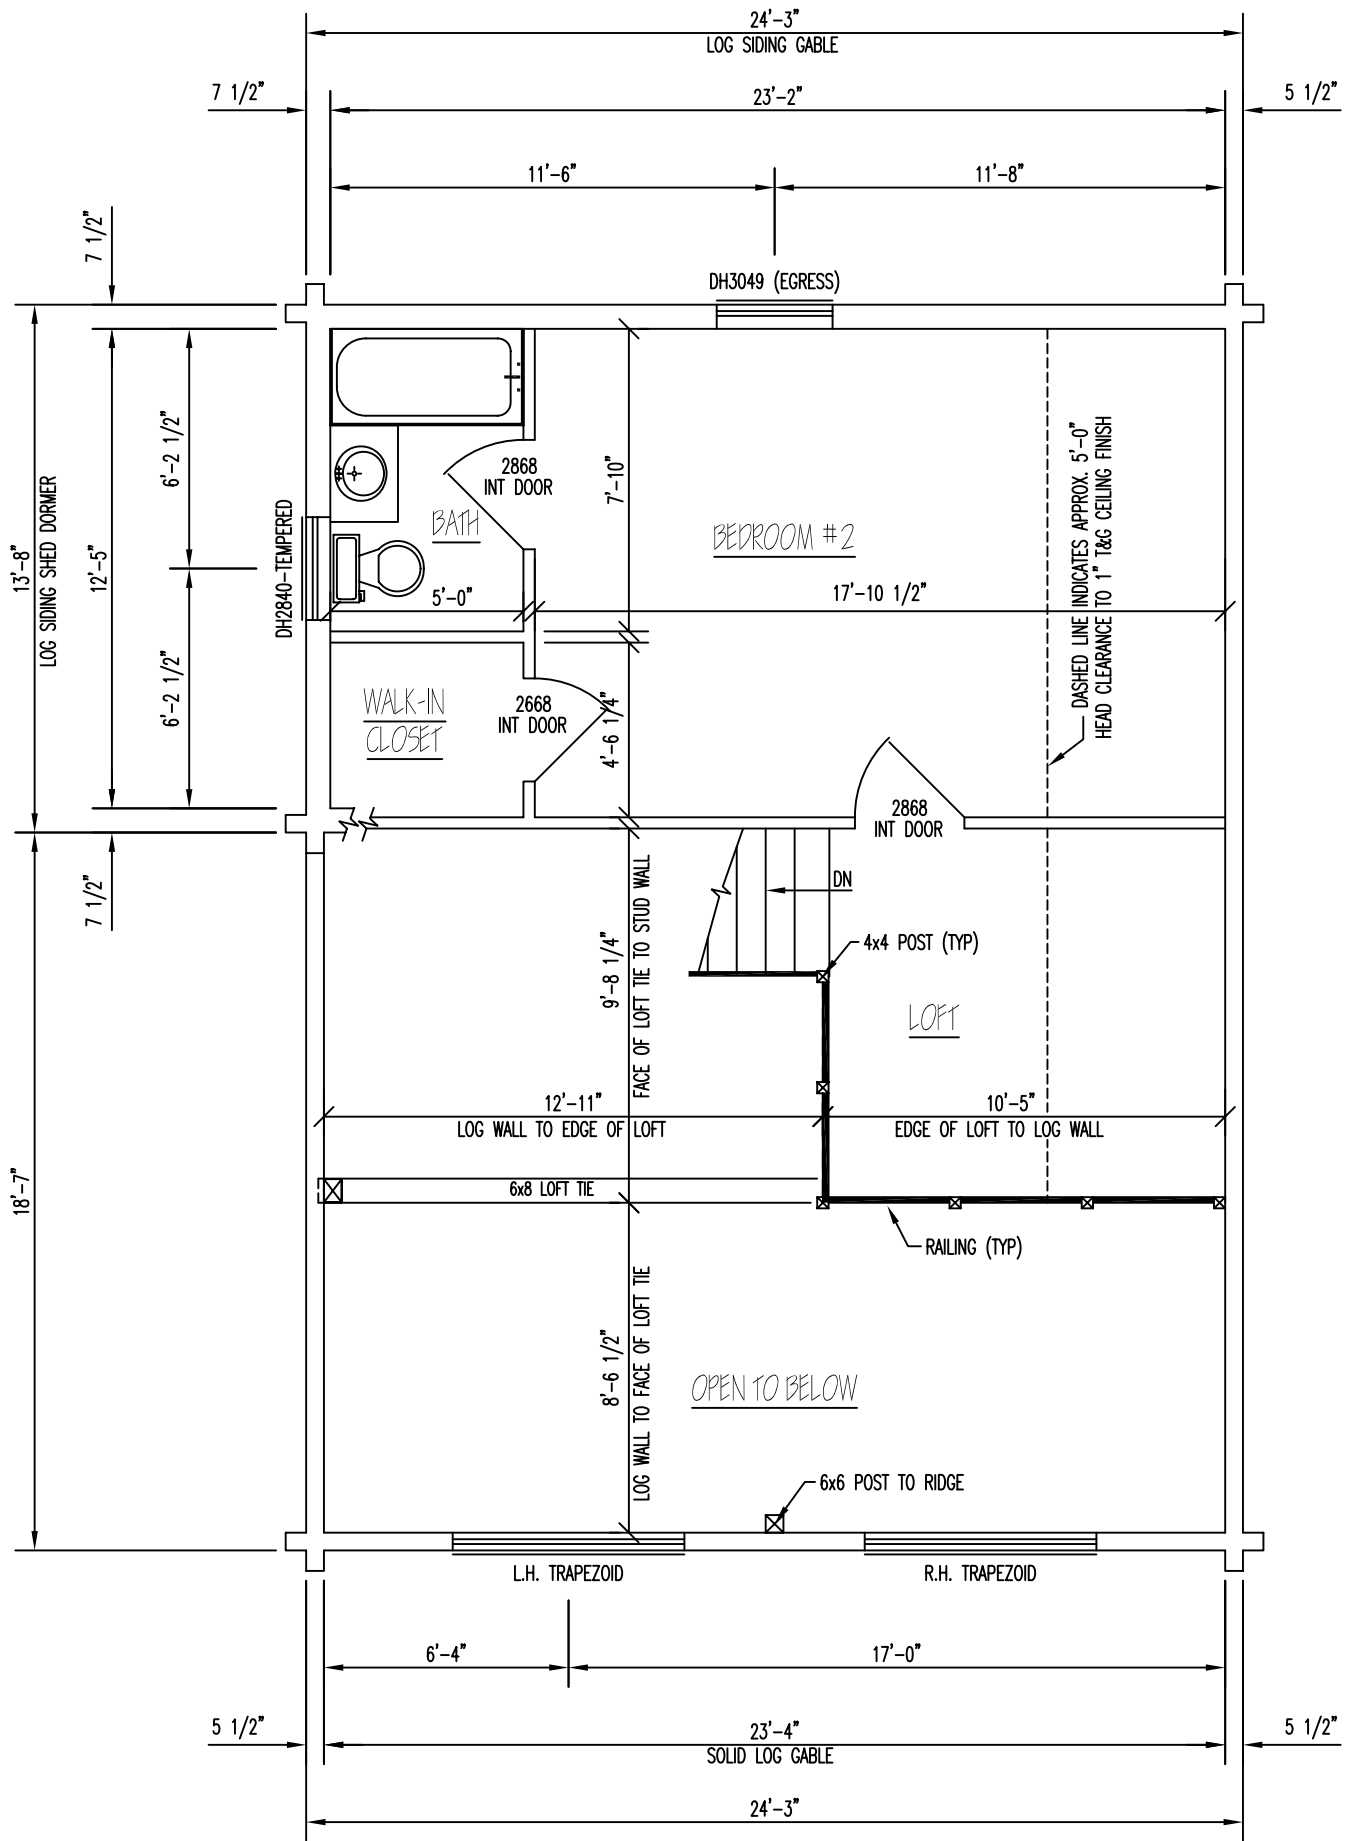 24'-3"
LOG SIDING GABLE
7 1/2"
23'-2"
5 1/2"
11'-6"
11'-8"
7 1/2"
DH3049 (EGRESS)
13'-8"
LOG SIDING SHED DORMER
12'-5"
6'-2 1/2"
6'-2 1/2"
DH2840-TEMPERED
2868
INT DOOR
BATH
7'-10"
BEDROOM #2
5'-0"
17'-10 1/2"
DASHED LINE INDICATES APPROX. 5'-0"
HEAD CLEARANCE TO 1" T&G CEILING FINISH
WALK-IN
CLOSET
2668
INT DOOR
4'-6 1/4"
2868
INT DOOR
7 1/2"
DN
9'-8 1/4"
FACE OF LOFT TIE TO STUD WALL
4x4 POST (TYP)
LOFT
12'-11"
LOG WALL TO EDGE OF LOFT
10'-5"
EDGE OF LOFT TO LOG WALL
18'-7"
6x8 LOFT TIE
RAILING (TYP)
8'-6 1/2"
LOG WALL TO FACE OF LOFT TIE
OPEN TO BELOW
6x6 POST TO RIDGE
L.H. TRAPEZOID
R.H. TRAPEZOID
6'-4"
17'-0"
5 1/2"
23'-4"
SOLID LOG GABLE
5 1/2"
24'-3"